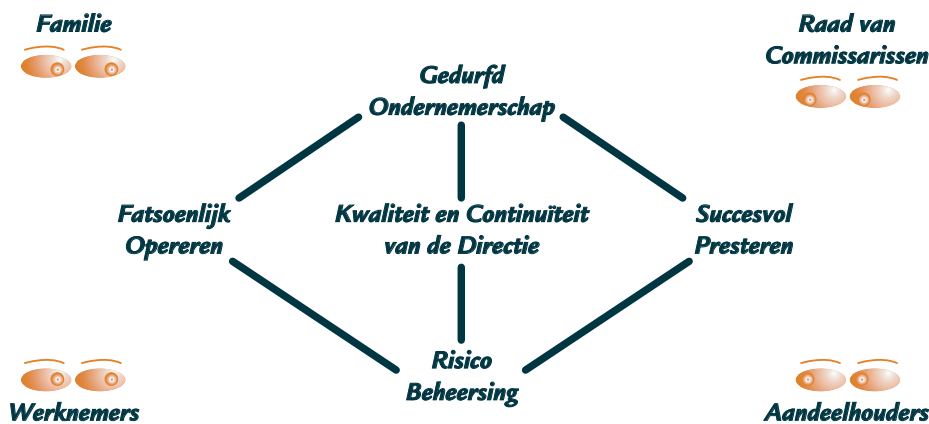 Familie
Raad van
Commissarissen
Gedurfd
Ondernemerschap
Fatsoenlijk
Opereren
Kwaliteit en Continuïteit
van de Directie
Succesvol
Presteren
Risico
Beheersing
Werknemers
Aandeelhouders